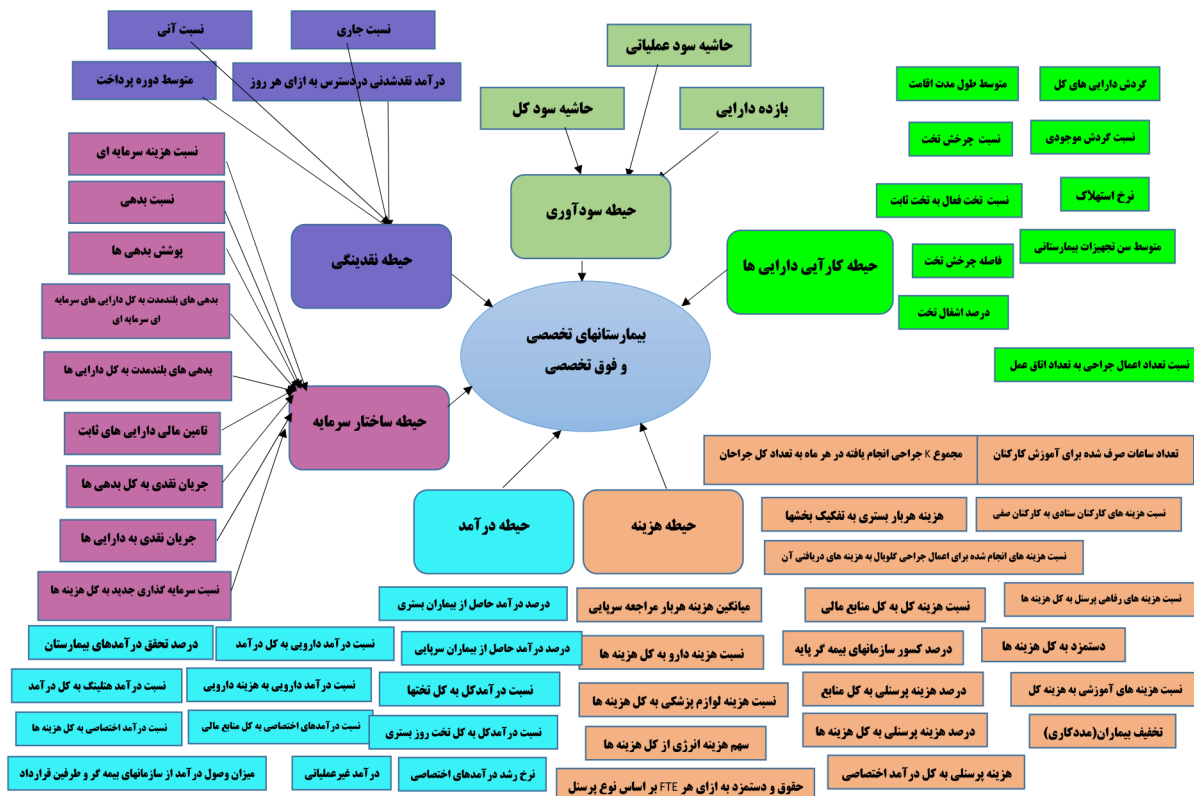 نسبت جاری
نسبت آنی
درآمد نقدشدنی دردسترس به ازای هر روز
متوسط دوره پرداخت
حاشیه سود عملیاتی
بازده دارایی
حاشیه سود کل
حیطه سودآوری
حیطه نقدینگی
گردش دارایی های کل
متوسط طول مدت اقامت
نسبت گردش موجودی
نسبت چرخش تخت
نرخ استهلاک
نسبت تخت فعال به تخت ثابت
متوسط سن تجهیزات بیمارستانی
فاصله چرخش تخت
درصد اشغال تخت
نسبت تعداد اعمال جراحی به تعداد اتاق عمل
حیطه کارآیی دارایی ها
بیمارستانهای تخصصی
و فوق تخصصی
نسبت هزینه سرمایه ای
نسبت بدهی
پوشش بدهی ها
بدهی های بلندمدت به کل دارایی های سرمایه
ای سرمایه ای
بدهی های بلندمدت به کل دارایی ها
تامین مالی دارایی های ثابت
جریان نقدی به کل بدهی ها
جریان نقدی به دارایی ها
نسبت سرمایه گذاری جدید به کل هزینه ها
حیطه ساختار سرمایه
حیطه هزینه
حیطه درآمد
تعداد ساعات صرف شده برای آموزش کارکنان
مجموع K جراحی انجام یافته در هر ماه به تعداد کل جراحان
نسبت هزینه های کارکنان ستادی به کارکنان صفی
هزینه هربار بستری به تفکیک بخشها
نسبت هزینه های انجام شده برای اعمال جراحی گلوبال به هزینه های دریافتی آن
نسبت هزینه های رفاهی پرسنل به کل هزینه ها
نسبت هزینه کل به کل منابع مالی
میانگین هزینه هربار مراجعه سرپایی
دستمزد به کل هزینه ها
درصد کسور سازمانهای بیمه گر پایه
نسبت هزینه دارو به کل هزینه ها
نسبت هزینه های آموزشی به هزینه کل
درصد هزینه پرسنلی به کل منابع
نسبت هزینه لوازم پزشکی به کل هزینه ها
تخفیف بیماران(مددکاری)
درصد هزینه پرسنلی به کل هزینه ها
سهم هزینه انرژی از کل هزینه ها
هزینه پرسنلی به کل درآمد اختصاصی
حقوق و دستمزد به ازای هر FTE بر اساس نوع پرسنل
درصد درآمد حاصل از بیماران بستری
درصد درآمد حاصل از بیماران سرپایی
نسبت درآمد دارویی به کل درآمد
درصد تحقق درآمدهای بیمارستان
نسبت درآمدکل به کل تختها
نسبت درآمد دارویی به هزینه دارویی
نسبت درآمد هتلینگ به کل درآمد
نسبت درآمدکل به کل تخت روز بستری
نسبت درآمدهای اختصاصی به کل منابع مالی
نسبت درآمد اختصاصی به کل هزینه ها
نرخ رشد درآمدهای اختصاصی
درآمد غیرعملیاتی
میزان وصول درآمد از سازمانهای بیمه گر و طرفین قرارداد